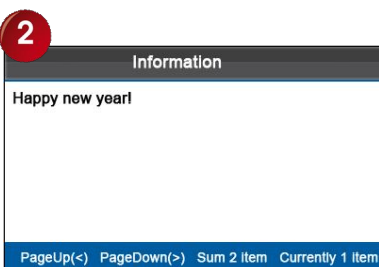 2
Information
Happy new year!
PageUp(<) PageDown(>) Sum 2 item Currently 1 item